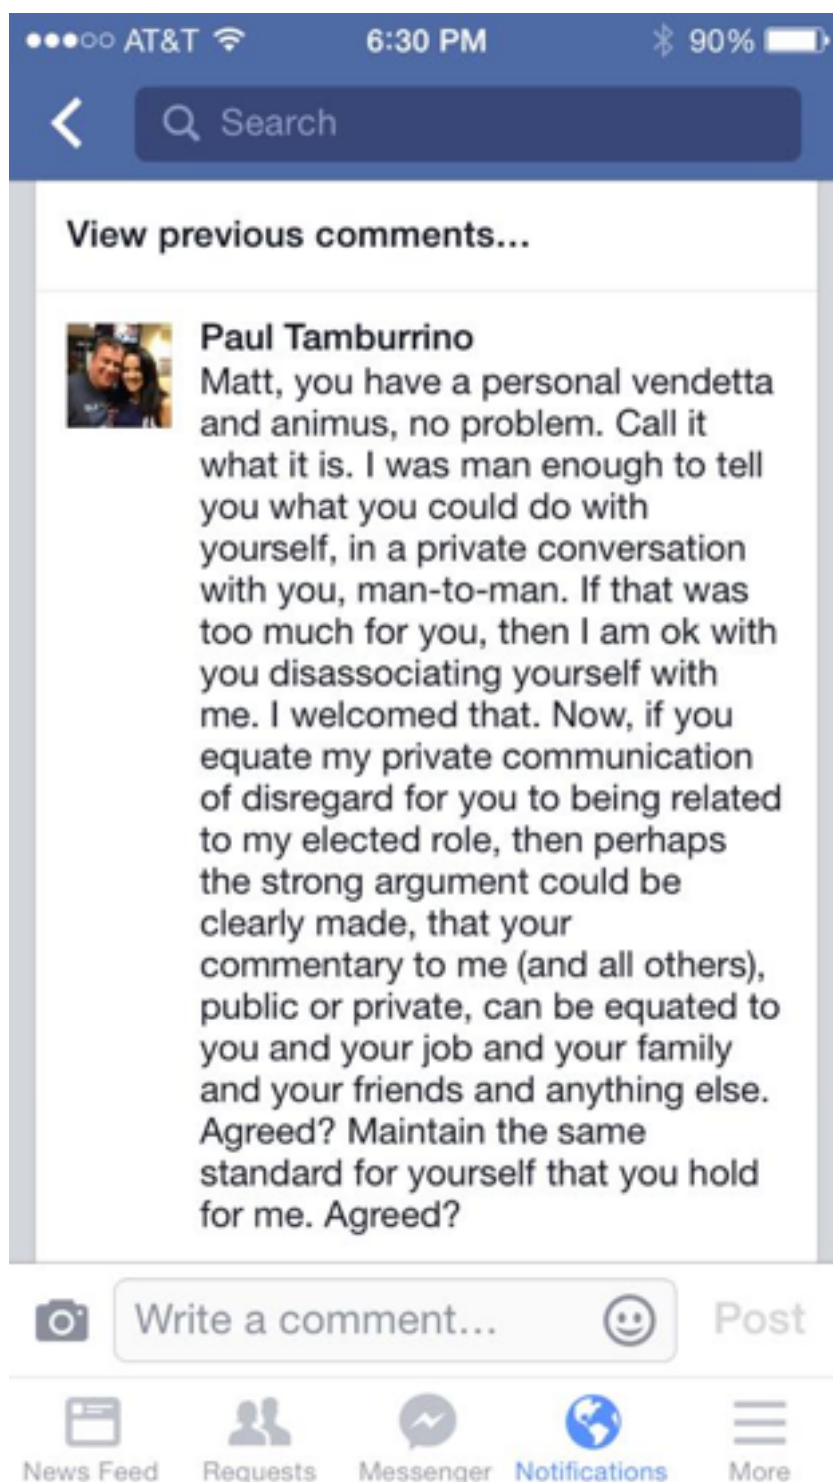 AT&T 6:30 PM 90%
Search
View previous comments...
Paul Tamburrino
Matt, you have a personal vendetta
and animus, no problem. Call it
what it is. I was man enough to tell
you what you could do with
yourself, in a private conversation
with you, man-to-man. If that was
too much for you, then I am ok with
you disassociating yourself with
me. I welcomed that. Now, if you
equate my private communication
of disregard for you to being related
to my elected role, then perhaps
the strong argument could be
clearly made, that your
commentary to me (and all others),
public or private, can be equated to
you and your job and your family
and your friends and anything else.
Agreed? Maintain the same
standard for yourself that you hold
for me. Agreed?
Write a comment... Post
News Feed Requests Messenger Notifications More